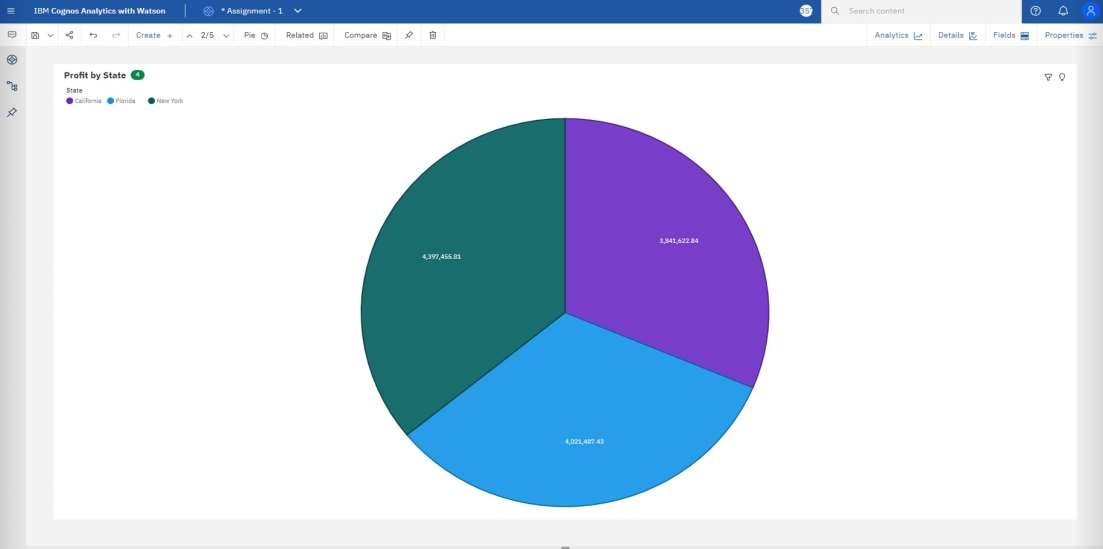 IBM Cognos Analytics with Watson
* Assignment - 1
Search content
Create +
2/5
Pie
Related
Compare
Analytics
Details
Fields
Properties
Profit by State 4
State
California Florida New York
3,841,622.84
4,397,455.81
4,021,487.43